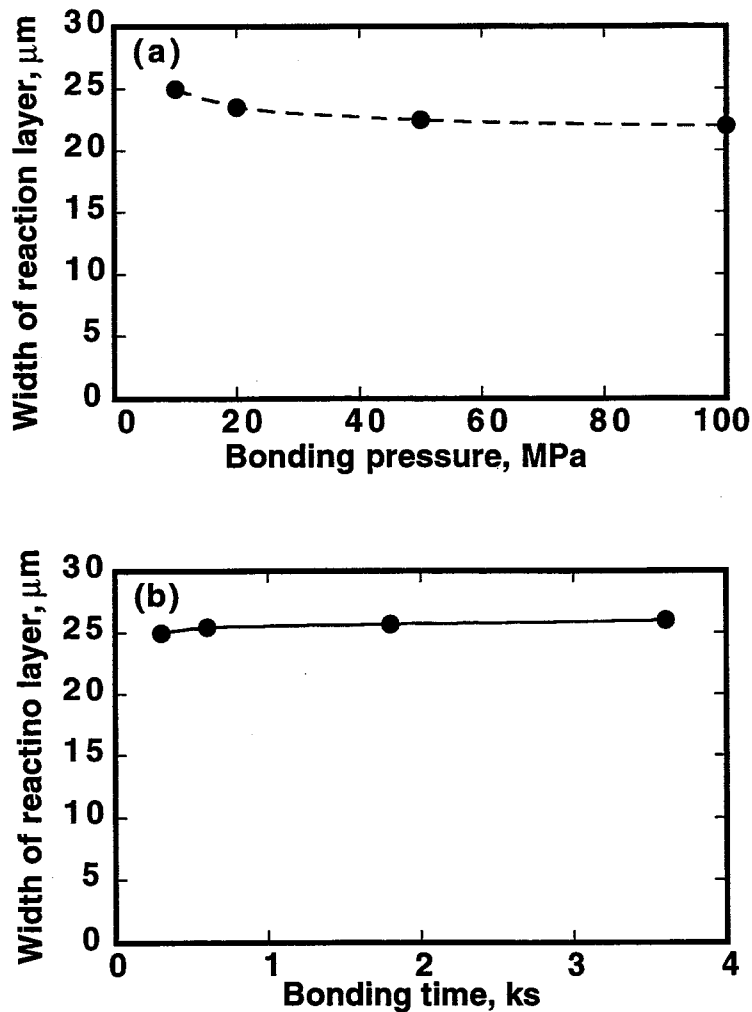 (a)
Width of reaction layer, μm
30
25
20
15
10
5
0
0 20 40 60 80 100
Bonding pressure, MPa
(b)
Width of reactino layer, μm
30
25
20
15
10
5
0
0 1 2 3 4
Bonding time, ks